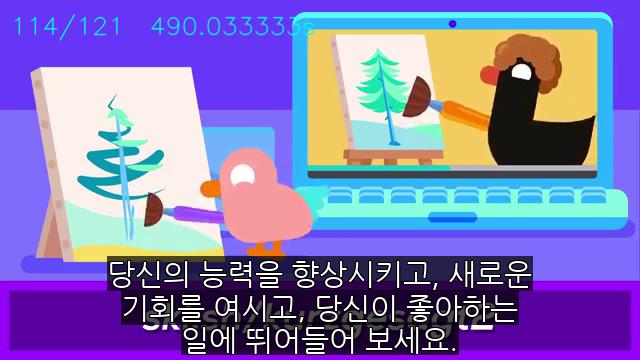 114/121 490.033333s
당신의 능력을 향상시키고, 새로운
기회를 여시고, 당신이 좋아하는
일에 뛰어들어 보세요.